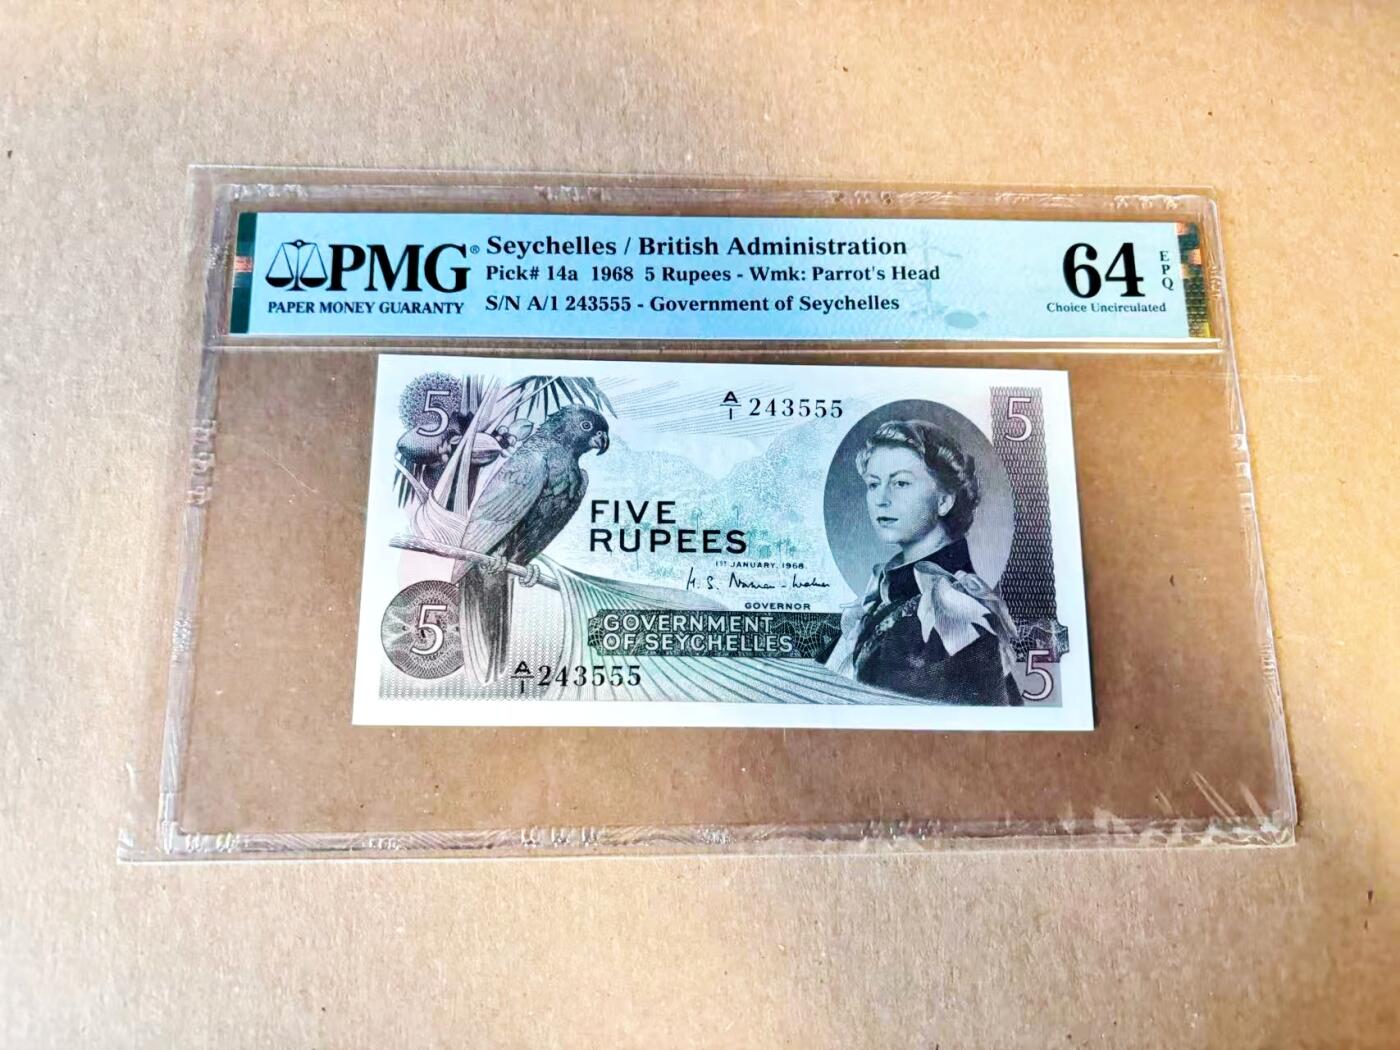 PMG®
PAPER MONEY GUARANTY
Seychelles / British Administration
Pick# 14a 1968 5 Rupees - Wmk: Parrot's Head
S/N A/1 243555 - Government of Seychelles
64
EPQ
Choice Uncirculated
5
A/1 243555
5
FIVE
RUPEES
1ST JANUARY, 1968
GOVERNOR
GOVERNMENT
OF SEYCHELLES
5
A/1 243555
5